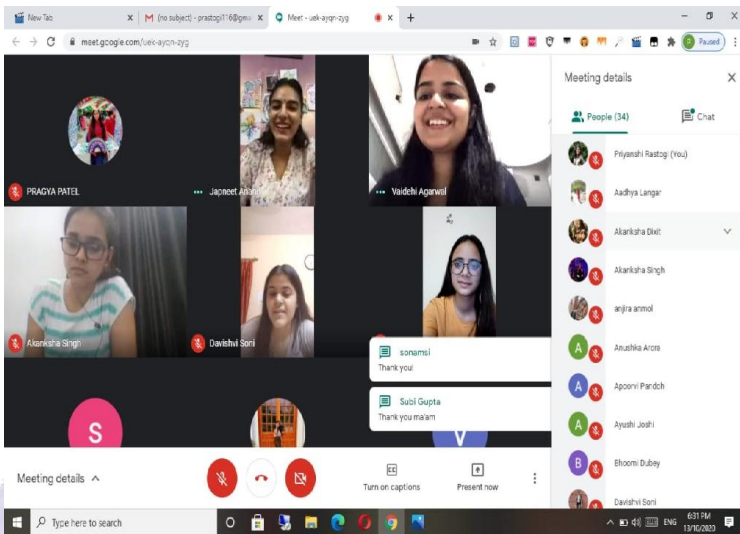 New Tab
M (no subject) - prastogi116@gma
Meet - uek-ayqn-zyg
meet.google.com/uek-ayqn-zyg
Paused
PRAGYA PATEL
Japneet Anand
Vaidehi Agarwal
Akanksha Singh
Davishvi Soni
sonamsi
Thank you!
Subi Gupta
Thank you ma'am
S
V
Meeting details
Turn on captions
Present now
Meeting details
People (34)
Chat
Priyanshi Rastogi (You)
Aadhya Langar
Akanksha Dixit
Akanksha Singh
anjira anmol
A
Anushka Arora
A
Apoorvi Pardoh
A
Ayushi Joshi
B
Bhoomi Dubey
Davishvi Soni
Type here to search
ENG
6:31 PM
13/10/2020